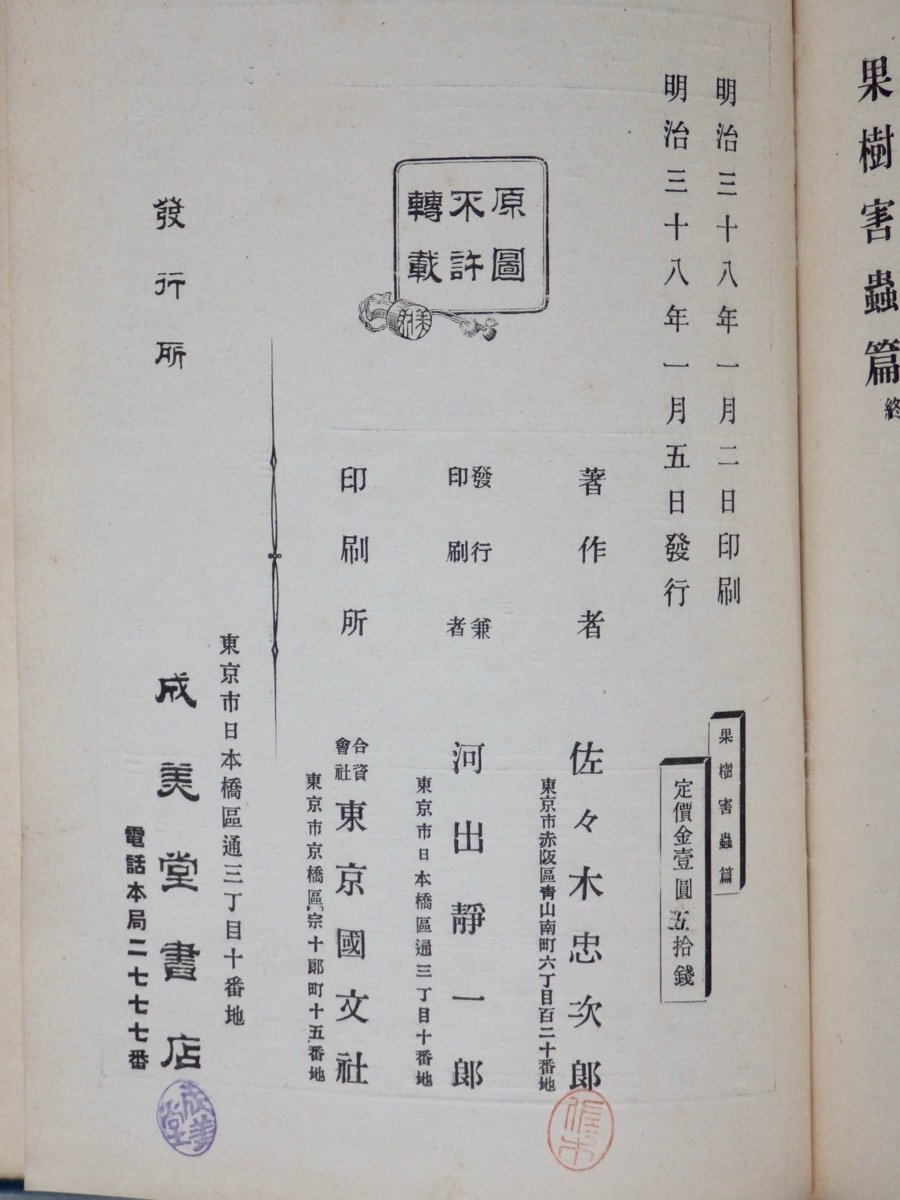 果樹害蟲篇終
明治三十八年一月二日印刷
明治三十八年一月五日發行
果樹害蟲篇
定價金壹圓五拾錢
原圖
不許
轉載
著作者 佐々木忠次郎
東京市赤阪區靑山南町六丁目百二十番地
發行兼
印刷者
河出靜一郎
東京市日本橋區通三丁目十番地
印刷所
合資
會社
東京國文社
東京市京橋區宗十郞町十五番地
東京市日本橋區通三丁目十番地
發行所 成美堂書店
電話本局二七七七番
成美堂